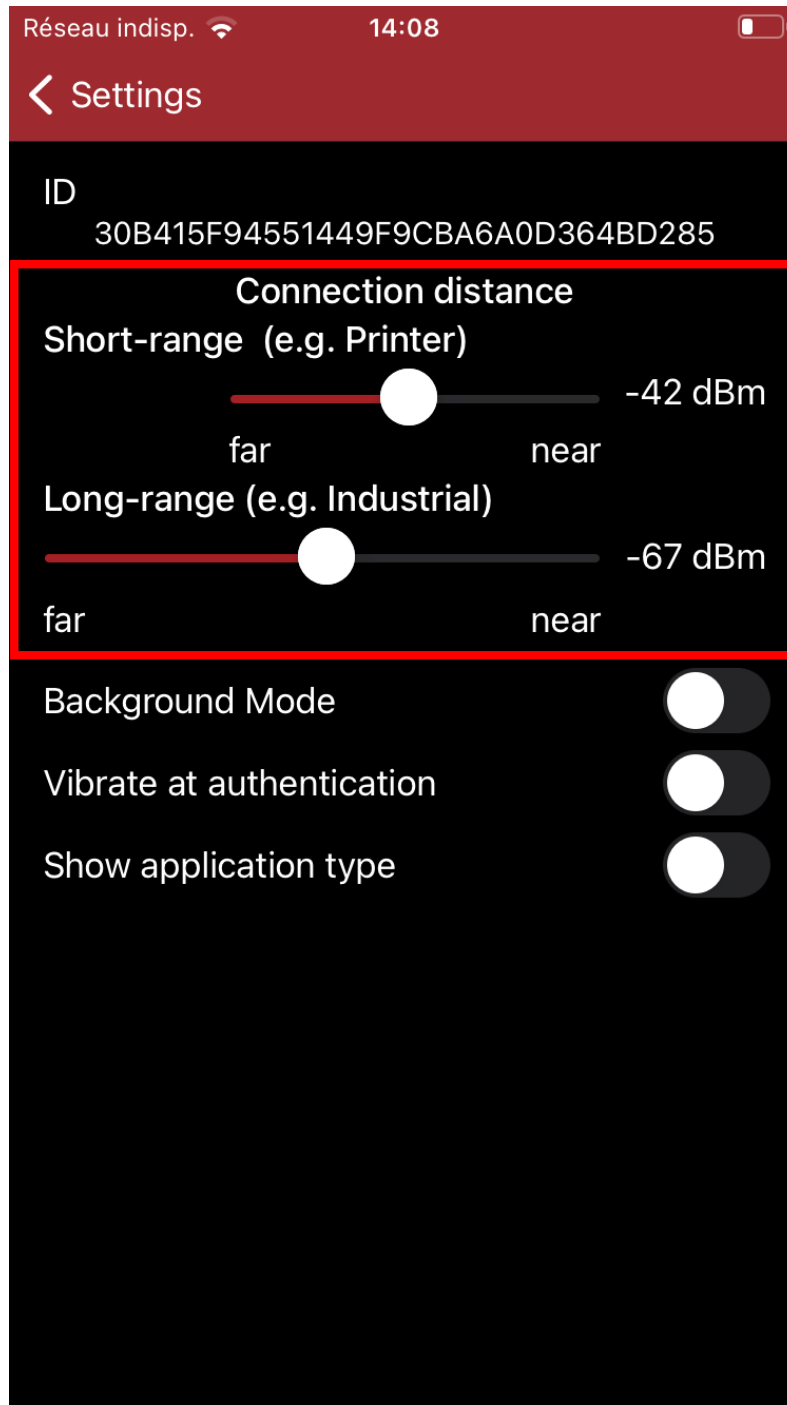 Réseau indisp. 14:08
Settings
ID
30B415F94551449F9CBA6A0D364BD285
Connection distance
Short-range (e.g. Printer)
-42 dBm
far near
Long-range (e.g. Industrial)
-67 dBm
far near
Background Mode
Vibrate at authentication
Show application type